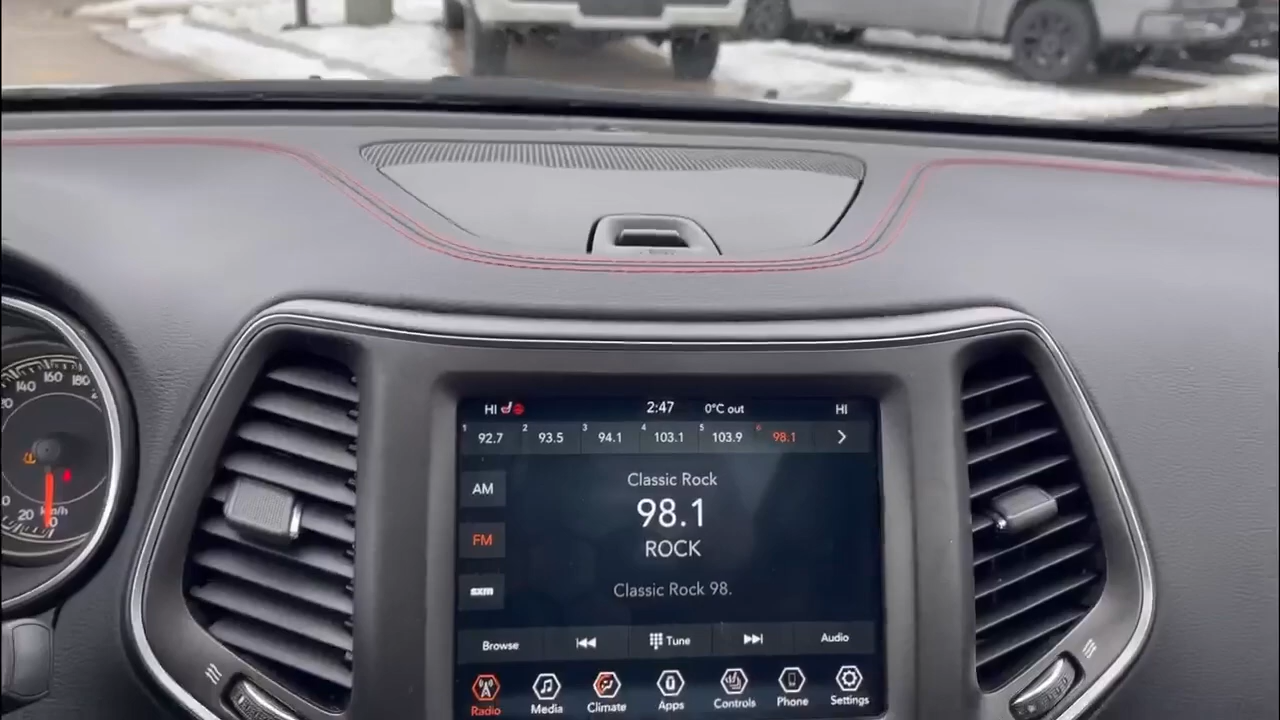 HI 2:47 0°C out HI
1 92.7 2 93.5 3 94.1 4 103.1 5 103.9 6 98.1
AM
FM
sxm
Classic Rock
98.1
ROCK
Classic Rock 98.
Browse Tune Audio
Radio Media Climate Apps Controls Phone Settings
140 160 180
20 km/h
0